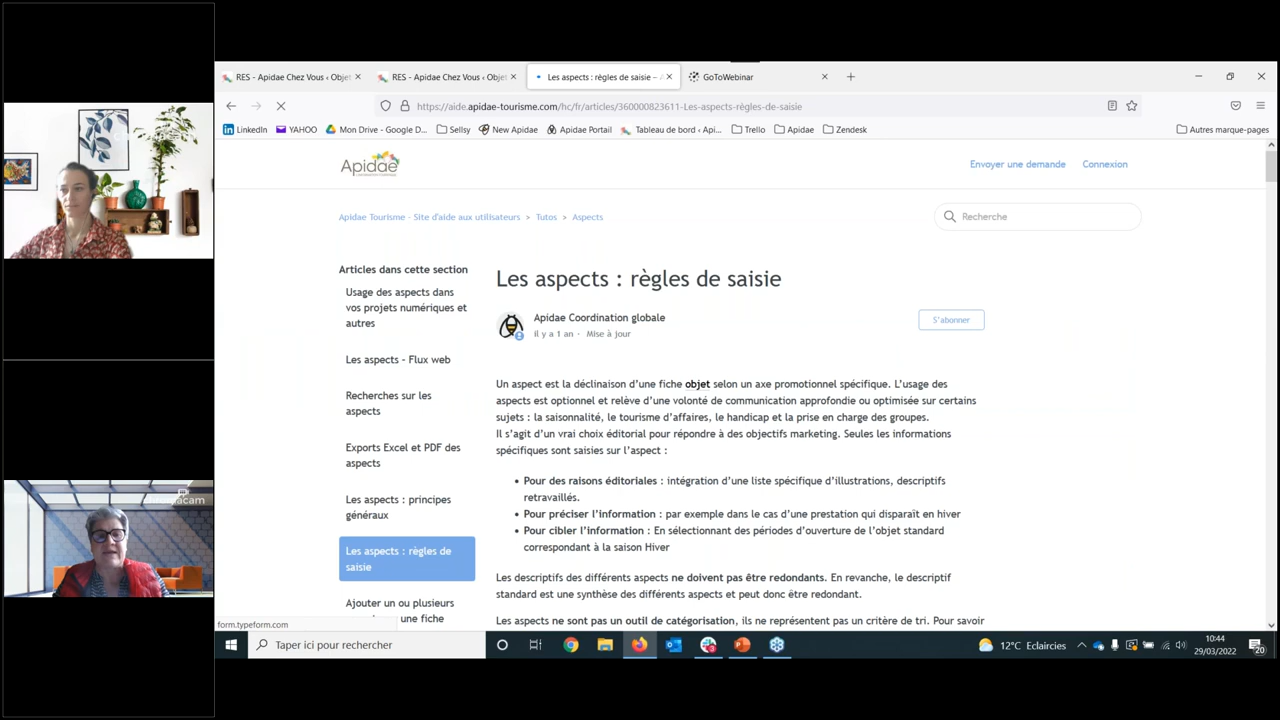 RES - Apidae Chez Vous ‹ Objet
RES - Apidae Chez Vous ‹ Objet
Les aspects : règles de saisie –
GoToWebinar
https://aide.apidae-tourisme.com/hc/fr/articles/360000823611-Les-aspects-règles-de-saisie
LinkedIn
YAHOO
Mon Drive - Google D...
Sellsy
New Apidae
Apidae Portail
Tableau de bord ‹ Api...
Trello
Apidae
Zendesk
Autres marque-pages
Apidae
Envoyer une demande
Connexion
Apidae Tourisme - Site d'aide aux utilisateurs > Tutos > Aspects
Recherche
Articles dans cette section
Usage des aspects dans
vos projets numériques et
autres
Les aspects - Flux web
Recherches sur les
aspects
Exports Excel et PDF des
aspects
Les aspects : principes
généraux
Les aspects : règles de
saisie
Ajouter un ou plusieurs
une fiche
Les aspects : règles de saisie
Apidae Coordination globale
Il y a 1 an - Mise à jour
S'abonner
Un aspect est la déclinaison d’une fiche objet selon un axe promotionnel spécifique. L’usage des
aspects est optionnel et relève d’une volonté de communication approfondie ou optimisée sur certains
sujets : la saisonnalité, le tourisme d’affaires, le handicap et la prise en charge des groupes.
Il s’agit d’un vrai choix éditorial pour répondre à des objectifs marketing. Seules les informations
spécifiques sont saisies sur l’aspect :
• Pour des raisons éditoriales : intégration d’une liste spécifique d’illustrations, descriptifs
retravaillés.
• Pour préciser l’information : par exemple dans le cas d’une prestation qui disparaît en hiver
• Pour cibler l’information : En sélectionnant des périodes d’ouverture de l’objet standard
correspondant à la saison Hiver
Les descriptifs des différents aspects ne doivent pas être redondants. En revanche, le descriptif
standard est une synthèse des différents aspects et peut donc être redondant.
Les aspects ne sont pas un outil de catégorisation, ils ne représentent pas un critère de tri. Pour savoir
form.typeform.com
Taper ici pour rechercher
12°C Eclaircies
10:44
29/03/2022
20